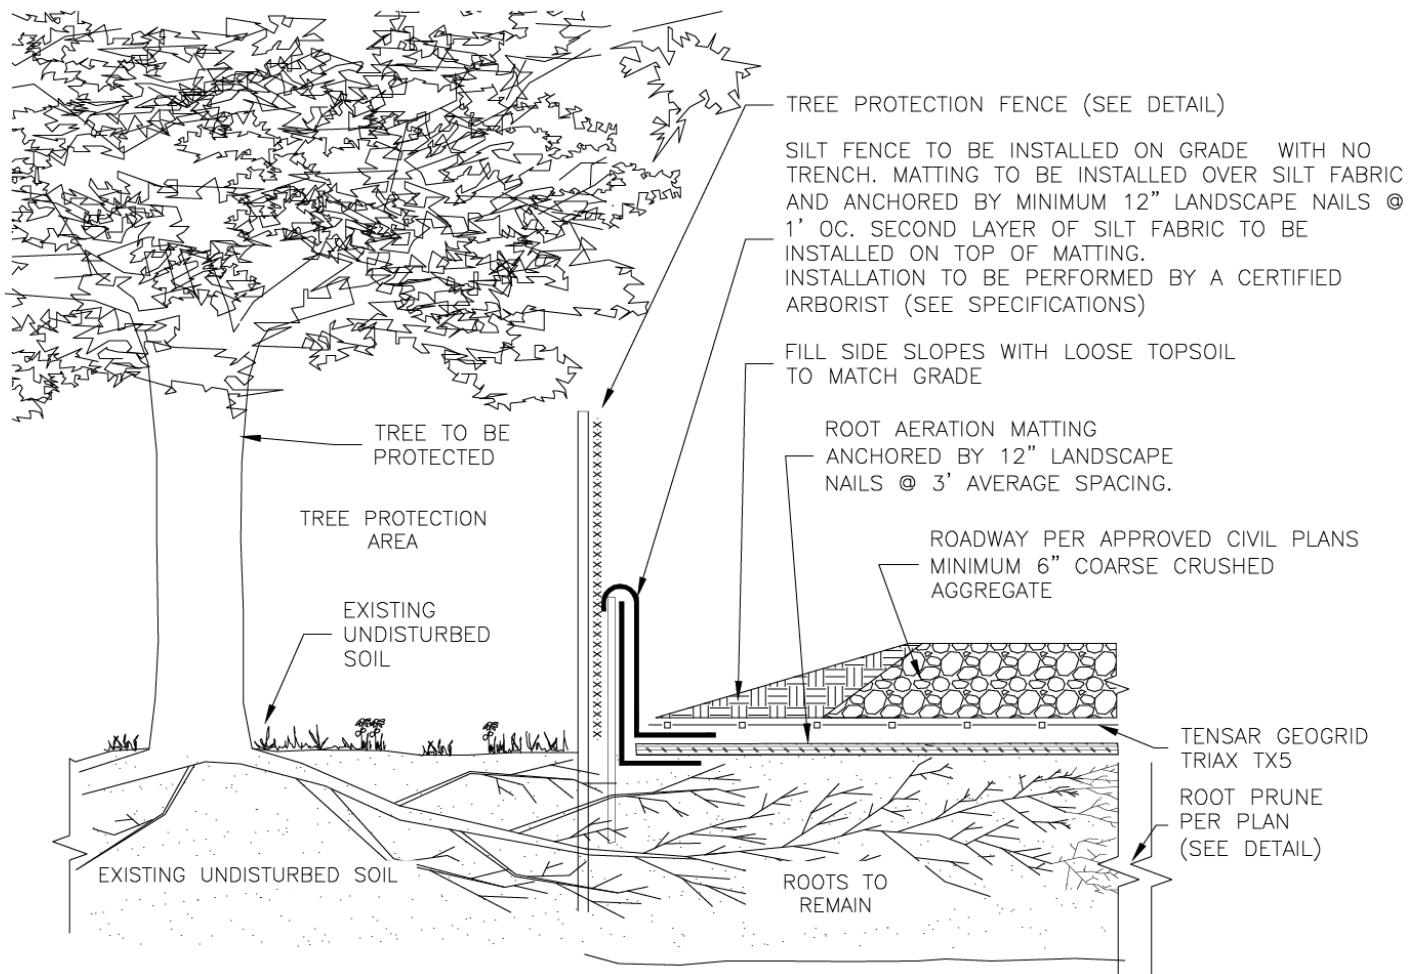 TREE PROTECTION FENCE (SEE DETAIL)
SILT FENCE TO BE INSTALLED ON GRADE WITH NO
TRENCH. MATTING TO BE INSTALLED OVER SILT FABRIC
AND ANCHORED BY MINIMUM 12” LANDSCAPE NAILS @
1’ OC. SECOND LAYER OF SILT FABRIC TO BE
INSTALLED ON TOP OF MATTING.
INSTALLATION TO BE PERFORMED BY A CERTIFIED
ARBORIST (SEE SPECIFICATIONS)
FILL SIDE SLOPES WITH LOOSE TOPSOIL
TO MATCH GRADE
TREE TO BE
PROTECTED
ROOT AERATION MATTING
ANCHORED BY 12” LANDSCAPE
NAILS @ 3’ AVERAGE SPACING.
TREE PROTECTION
AREA
ROADWAY PER APPROVED CIVIL PLANS
MINIMUM 6” COARSE CRUSHED
AGGREGATE
EXISTING
UNDISTURBED
SOIL
TENSAR GEOGRID
TRIAX TX5
ROOT PRUNE
PER PLAN
(SEE DETAIL)
EXISTING UNDISTURBED SOIL
ROOTS TO
REMAIN